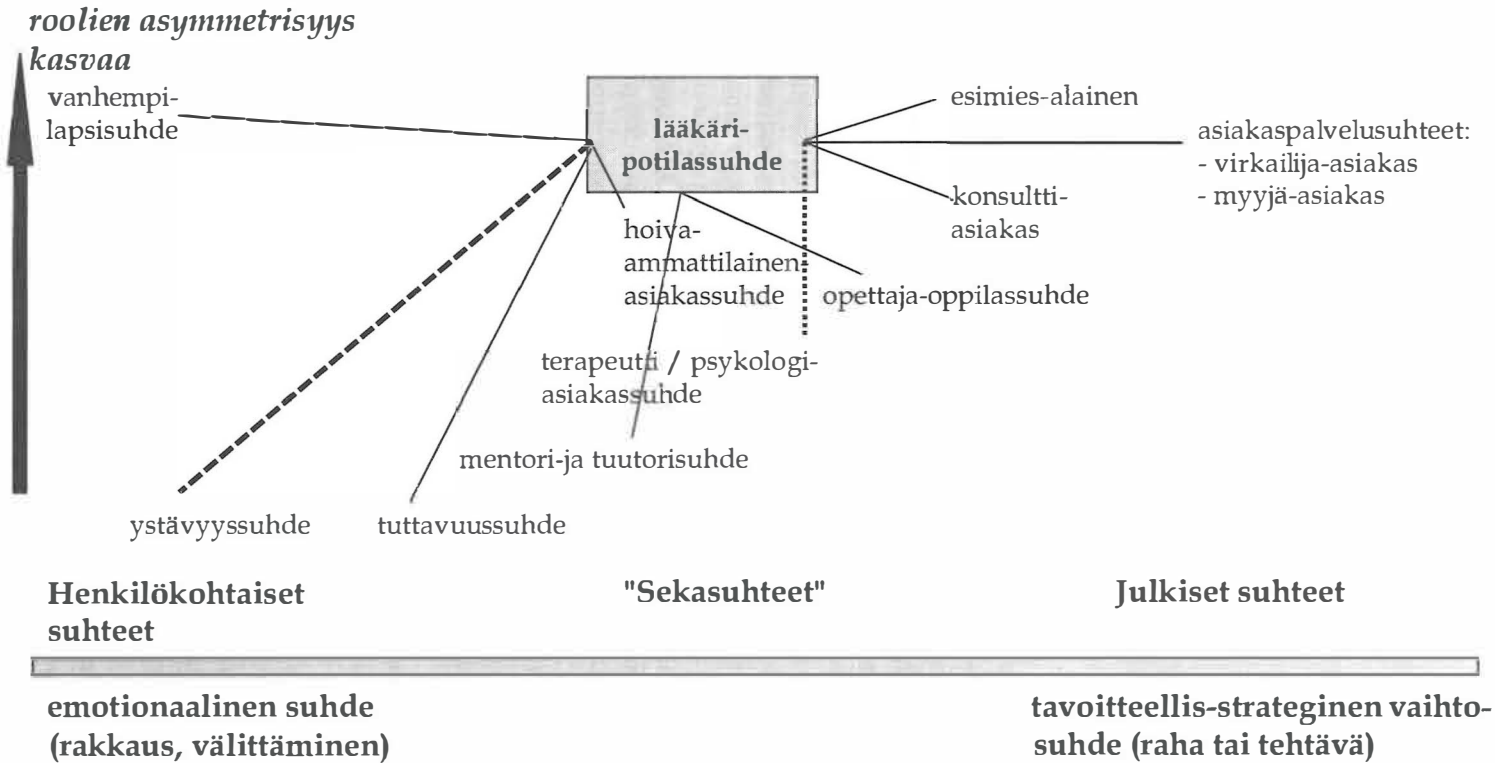 roolien asymmetrisyys
kasvaa
vanhempi-
lapsisuhde
lääkäri-
potilassuhde
esimies-alainen
asiakaspalvelusuhteet:
- virkailija-asiakas
- myyjä-asiakas
konsultti-
asiakas
hoiva-
ammattilainen-
asiakassuhde
opettaja-oppilassuhde
terapeutti / psykologi-
asiakassuhde
mentori-ja tuutorisuhde
ystävyyssuhde
tuttavuussuhde
Henkilökohtaiset
suhteet
"Sekasuhteet"
Julkiset suhteet
emotionaalinen suhde
(rakkaus, välittäminen)
tavoitteellis-strateginen vaihto-
suhde (raha tai tehtävä)